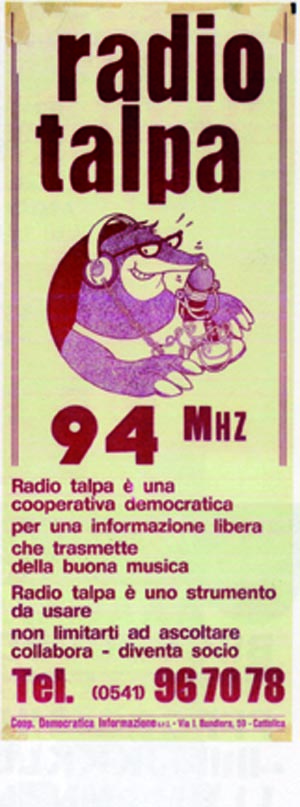 radio
talpa
94 MHZ
Radio talpa è una
cooperativa democratica
per una informazione libera
che trasmette
della buona musica
Radio talpa è uno strumento
da usare
non limitarti ad ascoltare
collabora - diventa socio
Tel. (0541) 967078
Coop. Democratica Informazione s.r.l. - Via I. Bandiera, 59 - Cattolica